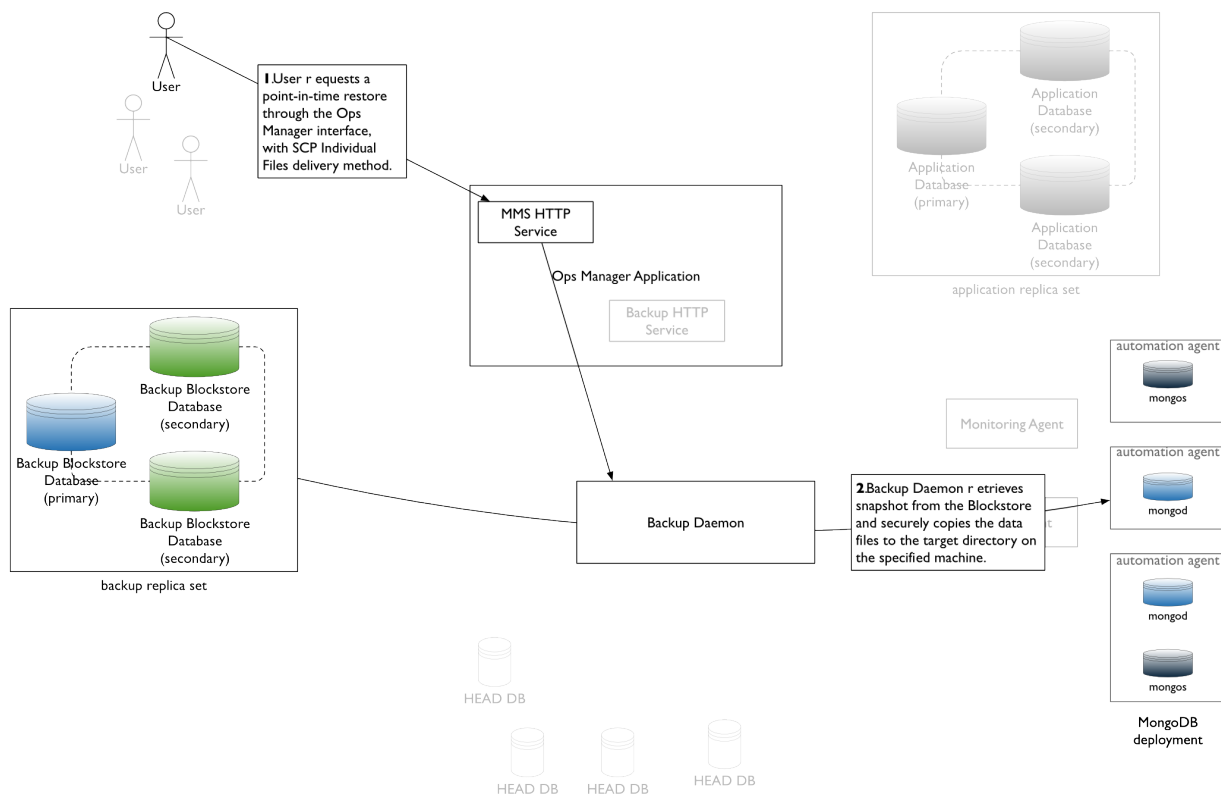 User
User
User
1.User r equests a
point-in-time restore
through the Ops
Manager interface,
with SCP Individual
Files delivery method.
MMS HTTP
Service
Ops Manager Application
Backup HTTP
Service
Application
Database
(secondary)
Application
Database
(primary)
Application
Database
(secondary)
application replica set
Backup Blockstore
Database
(secondary)
Backup Blockstore
Database
(primary)
Backup Blockstore
Database
(secondary)
backup replica set
Backup Daemon
Monitoring Agent
2.Backup Daemon r etrieves
snapshot from the Blockstore
and securely copies the data
files to the target directory on
the specified machine.
automation agent
mongos
automation agent
mongod
automation agent
mongod
mongos
MongoDB
deployment
HEAD DB
HEAD DB
HEAD DB
HEAD DB